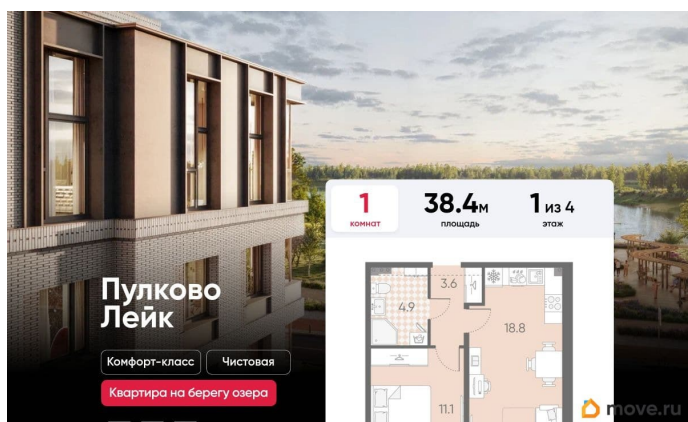 1
комнат
38.4м
площадь
1 из 4
этаж
Пулково
Лейк
Комфорт-класс
Чистовая
Квартира на берегу озера
4.9
3.6
18.8
11.1
move.ru